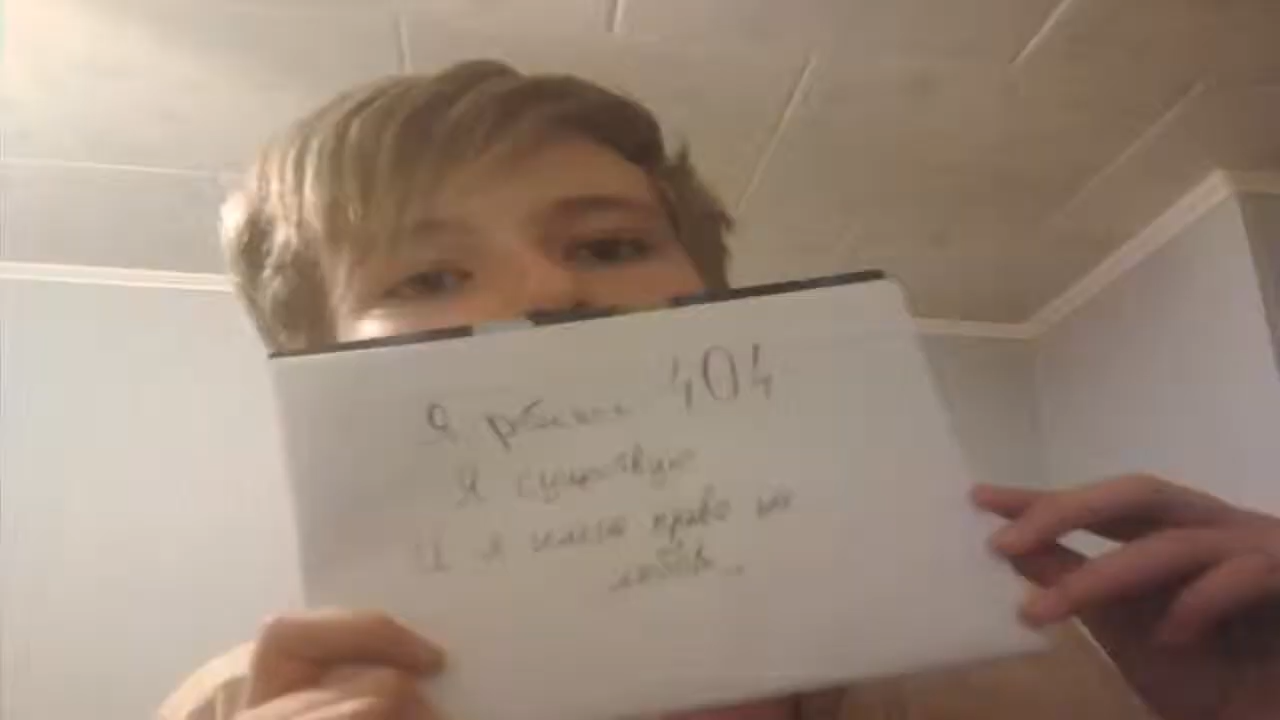 Я ребенок 404
Я существую
И я имею право на
любовь.